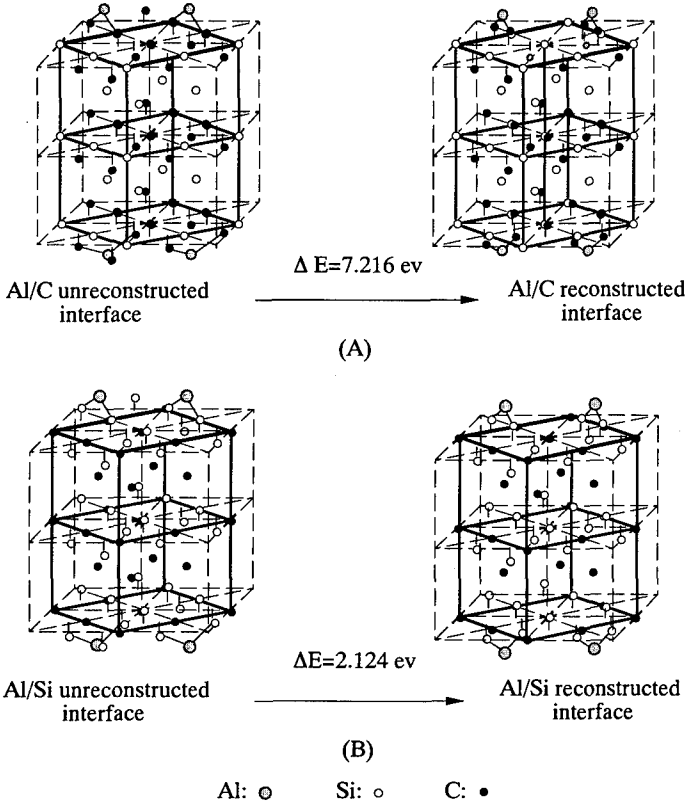 Δ E=7.216 ev
Al/C unreconstructed
interface
Al/C reconstructed
interface
(A)
ΔE=2.124 ev
Al/Si unreconstructed
interface
Al/Si reconstructed
interface
(B)
Al: Si: C: